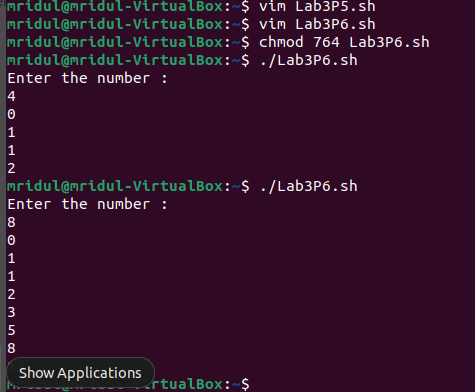 mridul@mridul-VirtualBox:~$ vim Lab3P5.sh
mridul@mridul-VirtualBox:~$ vim Lab3P6.sh
mridul@mridul-VirtualBox:~$ chmod 764 Lab3P6.sh
mridul@mridul-VirtualBox:~$ ./Lab3P6.sh
Enter the number :
4
0
1
1
2
mridul@mridul-VirtualBox:~$ ./Lab3P6.sh
Enter the number :
8
0
1
1
2
3
5
8
Show Applications
mridul@mridul-VirtualBox:~$